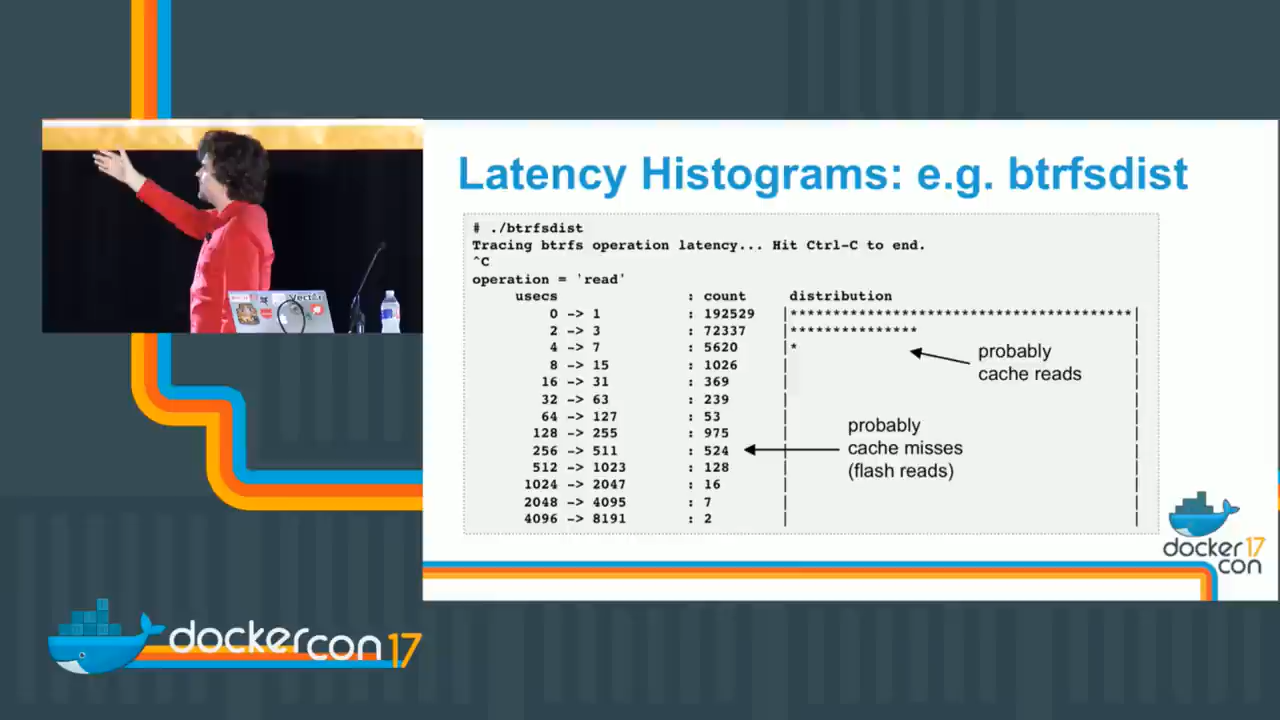 Latency Histograms: e.g. btrfsdist
# ./btrfsdist
Tracing btrfs operation latency... Hit Ctrl-C to end.
^C
operation = 'read'
usecs : count distribution
0 -> 1 : 192529 |****************************************|
2 -> 3 : 72337 |*************** |
4 -> 7 : 5620 |* |
8 -> 15 : 1026 | |
16 -> 31 : 369 | |
32 -> 63 : 239 | |
64 -> 127 : 53 | |
128 -> 255 : 975 | |
256 -> 511 : 524 | |
512 -> 1023 : 128 | |
1024 -> 2047 : 16 | |
2048 -> 4095 : 7 | |
4096 -> 8191 : 2 | |
probably
cache reads
probably
cache misses
(flash reads)
docker 17
con
Vector
dockercon 17